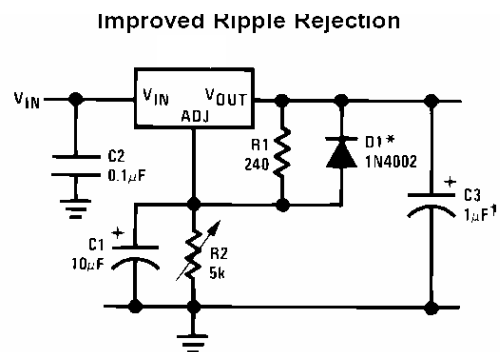 Improved Ripple Rejection
VIN
VIN VOUT
ADJ
C2
0.1µF
R1
240
D1*
1N4002
C3
1µF†
C1
10µF
R2
5k
+
+